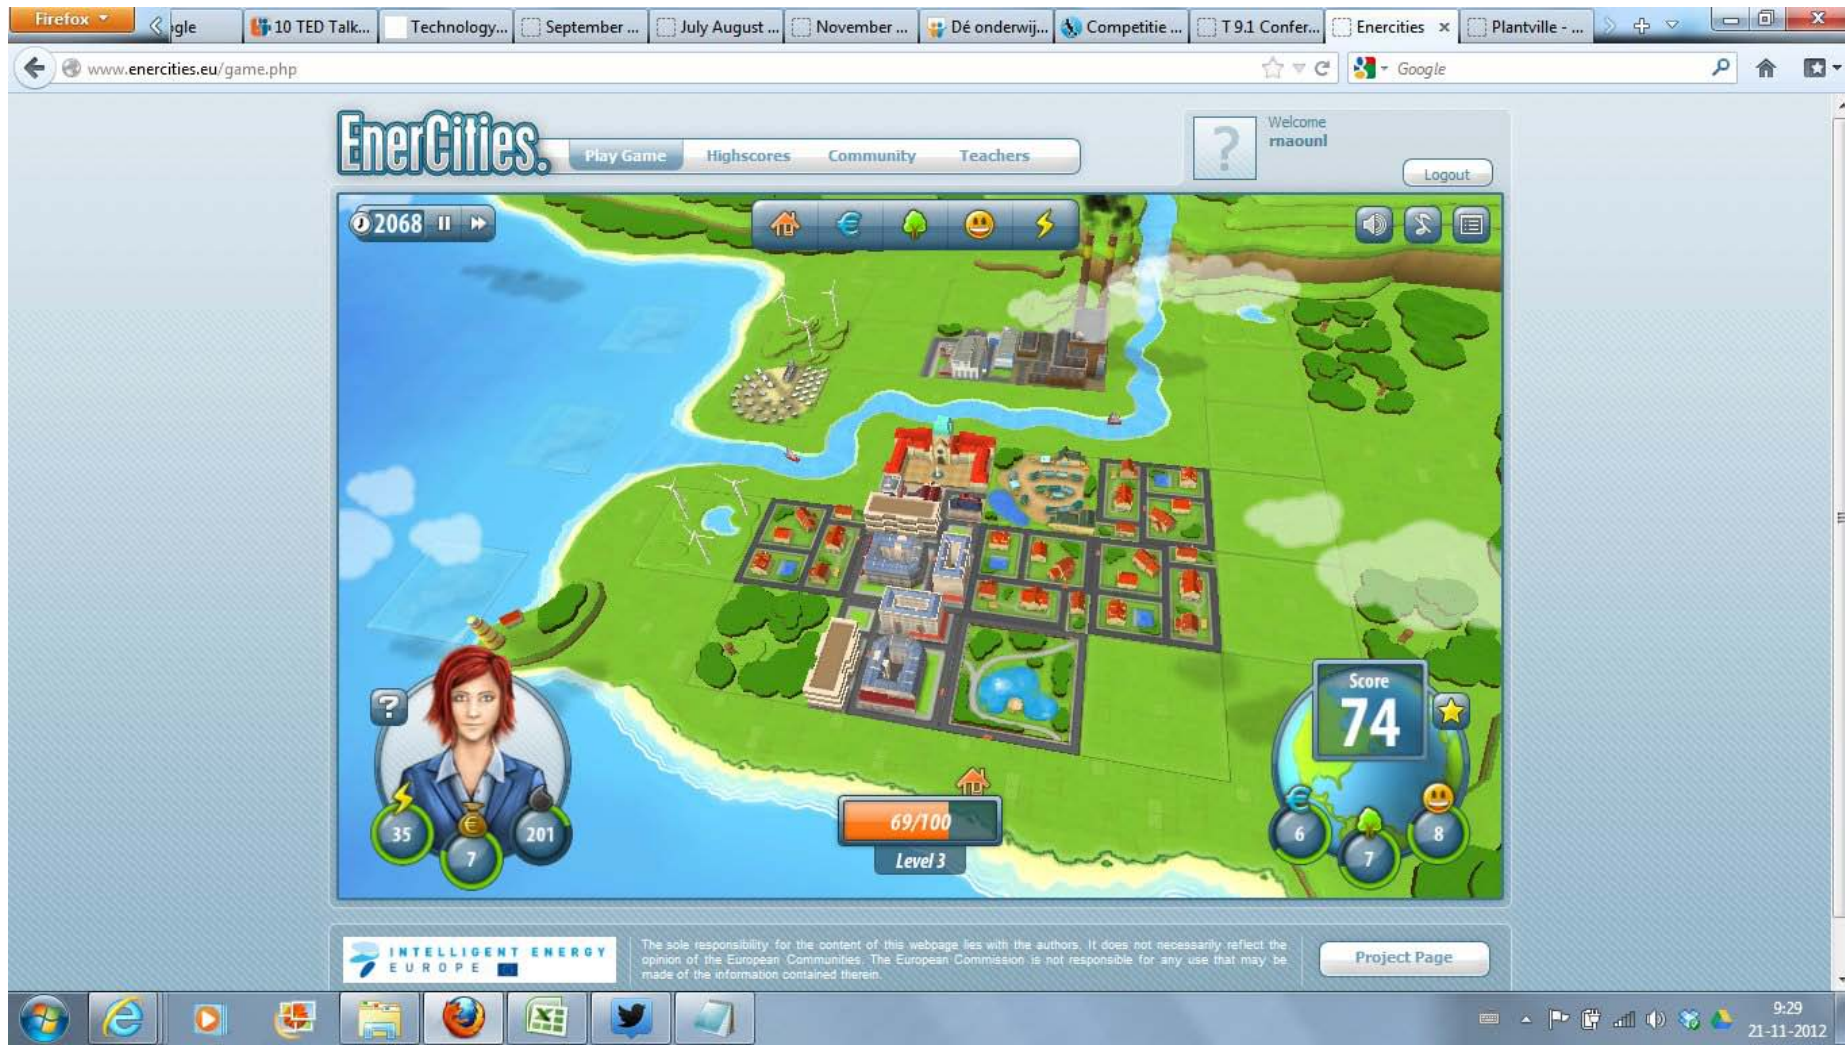 Firefox
gle
10 TED Talk...
Technology...
September ...
July August ...
November ...
Dé onderwij...
Competitie ...
T 9.1 Confer...
Enercities
Plantville - ...
www.enercities.eu/game.php
Google
EnerCities.
Play Game
Highscores
Community
Teachers
?
Welcome
rnaounl
Logout
2068
€
?
35
€
7
201
69/100
Level 3
Score
74
€
6
7
8
INTELLIGENT ENERGY
EUROPE
The sole responsibility for the content of this webpage lies with the authors. It does not necessarily reflect the
opinion of the European Communities. The European Commission is not responsible for any use that may be
made of the information contained therein.
Project Page
9:29
21-11-2012